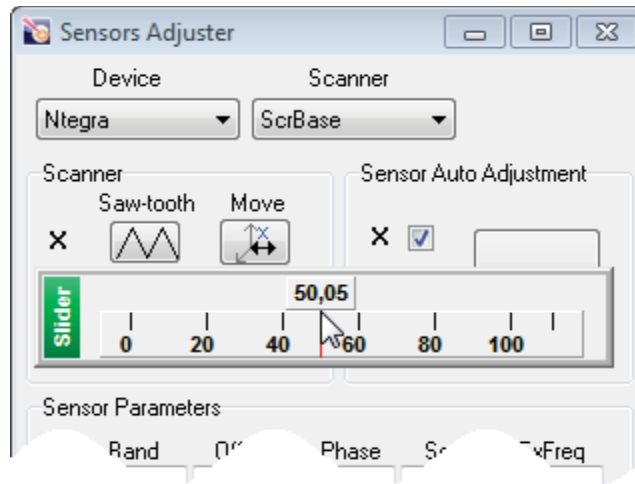 Sensors Adjuster
Device Scanner
Ntegra ScrBase
Scanner Sensor Auto Adjustment
Saw-tooth Move
X X
Slider
50,05
0 20 40 60 80 100
Sensor Parameters
Band Phase ExFreq